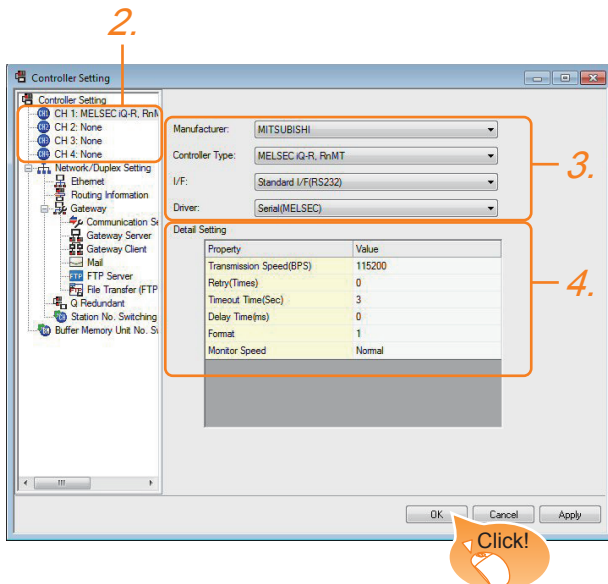 2.
Controller Setting
Controller Setting
CH 1: MELSEC iQ-R, RnM
CH 2: None
CH 3: None
CH 4: None
Network/Duplex Setting
Ethernet
Routing Information
Gateway
Communication Se
Gateway Server
Gateway Client
Mail
FTP Server
File Transfer (FTP
Q Redundant
Station No. Switching
Buffer Memory Unit No. Sw
Manufacturer: MITSUBISHI
Controller Type: MELSEC iQ-R, RnMT
I/F: Standard I/F(RS232)
Driver: Serial(MELSEC)
3.
Detail Setting
Property Value
Transmission Speed(BPS) 115200
Retry(Times) 0
Timeout Time(Sec) 3
Delay Time(ms) 0
Format 1
Monitor Speed Normal
4.
OK Cancel Apply
Click!